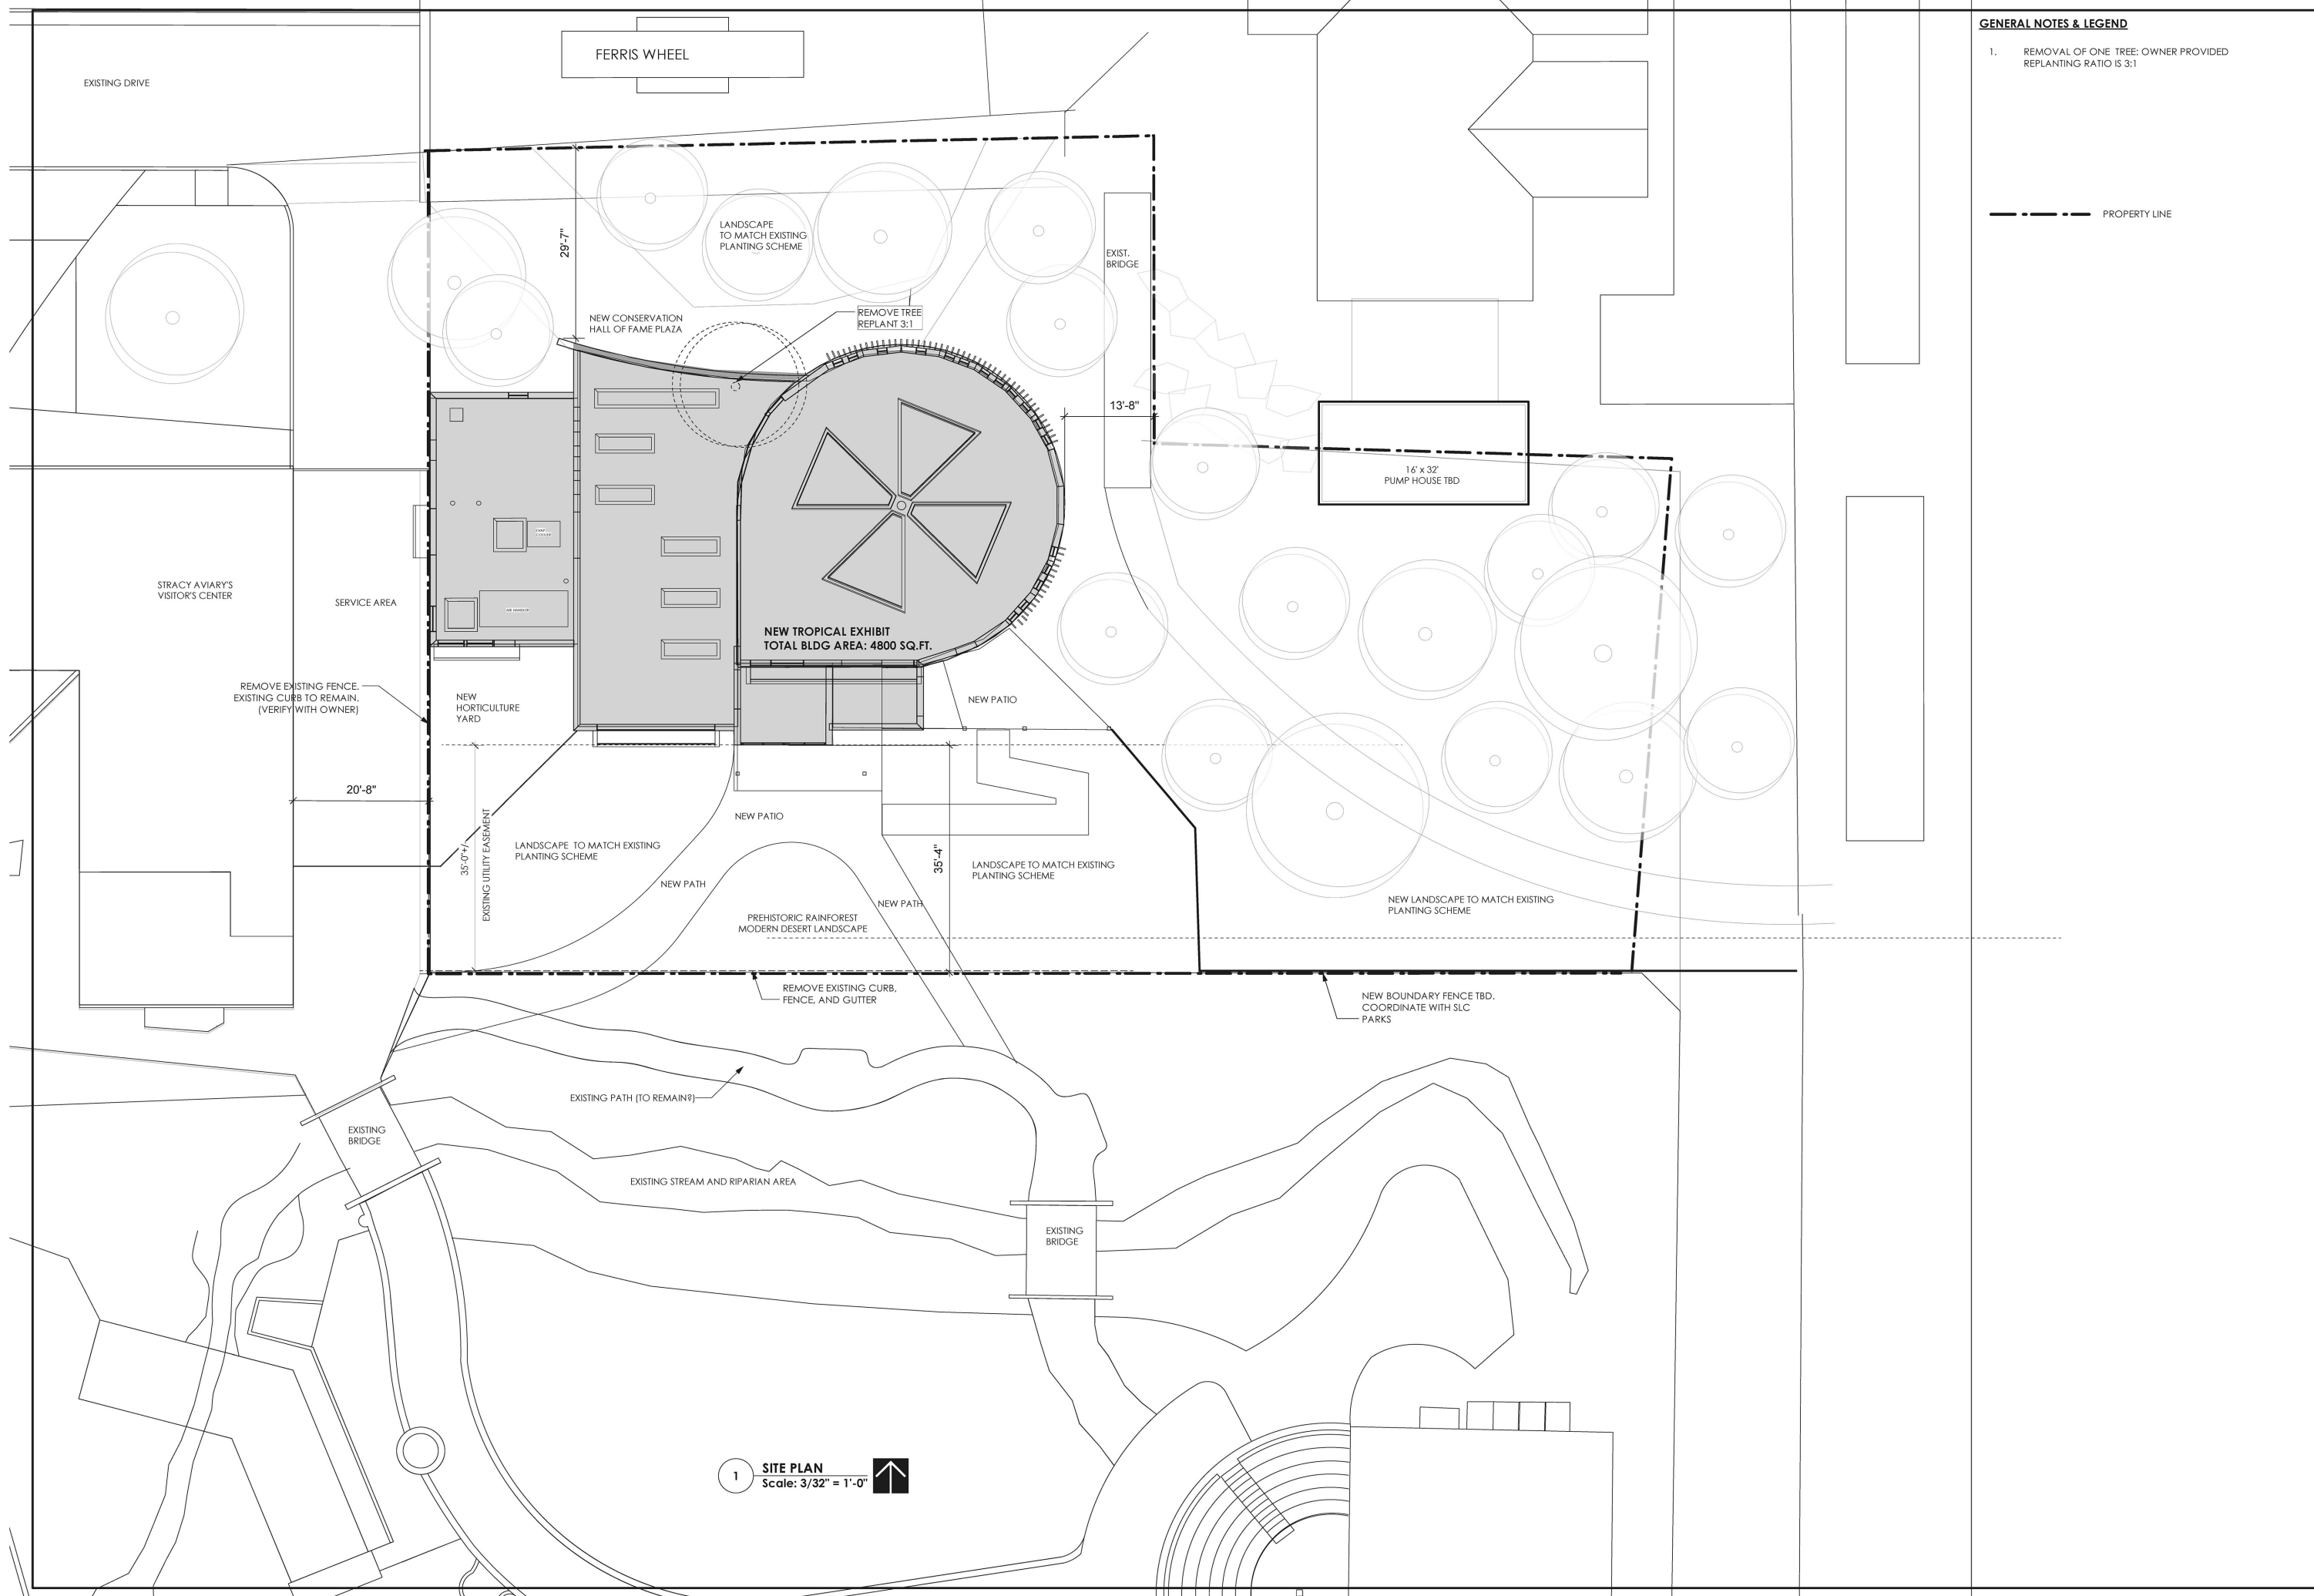 GENERAL NOTES & LEGEND
1. REMOVAL OF ONE TREE: OWNER PROVIDED
REPLANTING RATIO IS 3:1
PROPERTY LINE
FERRIS WHEEL
EXISTING DRIVE
29'-7"
LANDSCAPE
TO MATCH EXISTING
PLANTING SCHEME
EXIST.
BRIDGE
NEW CONSERVATION
HALL OF FAME PLAZA
REMOVE TREE
REPLANT 3:1
13'-8"
16' x 32'
PUMP HOUSE TBD
EVAP
COOLER
AIR HANDLER
STRACY AVIARY'S
VISITOR'S CENTER
SERVICE AREA
NEW TROPICAL EXHIBIT
TOTAL BLDG AREA: 4800 SQ.FT.
REMOVE EXISTING FENCE.
EXISTING CURB TO REMAIN.
(VERIFY WITH OWNER)
NEW
HORTICULTURE
YARD
NEW PATIO
20'-8"
35'-0"+/-
EXISTING UTILITY EASEMENT
NEW PATIO
LANDSCAPE TO MATCH EXISTING
PLANTING SCHEME
35'-4"
LANDSCAPE TO MATCH EXISTING
PLANTING SCHEME
NEW PATH
NEW PATH
PREHISTORIC RAINFOREST
MODERN DESERT LANDSCAPE
NEW LANDSCAPE TO MATCH EXISTING
PLANTING SCHEME
REMOVE EXISTING CURB,
FENCE, AND GUTTER
NEW BOUNDARY FENCE TBD.
COORDINATE WITH SLC
PARKS
EXISTING PATH (TO REMAIN?)
EXISTING
BRIDGE
EXISTING STREAM AND RIPARIAN AREA
EXISTING
BRIDGE
1
SITE PLAN
Scale: 3/32" = 1'-0"